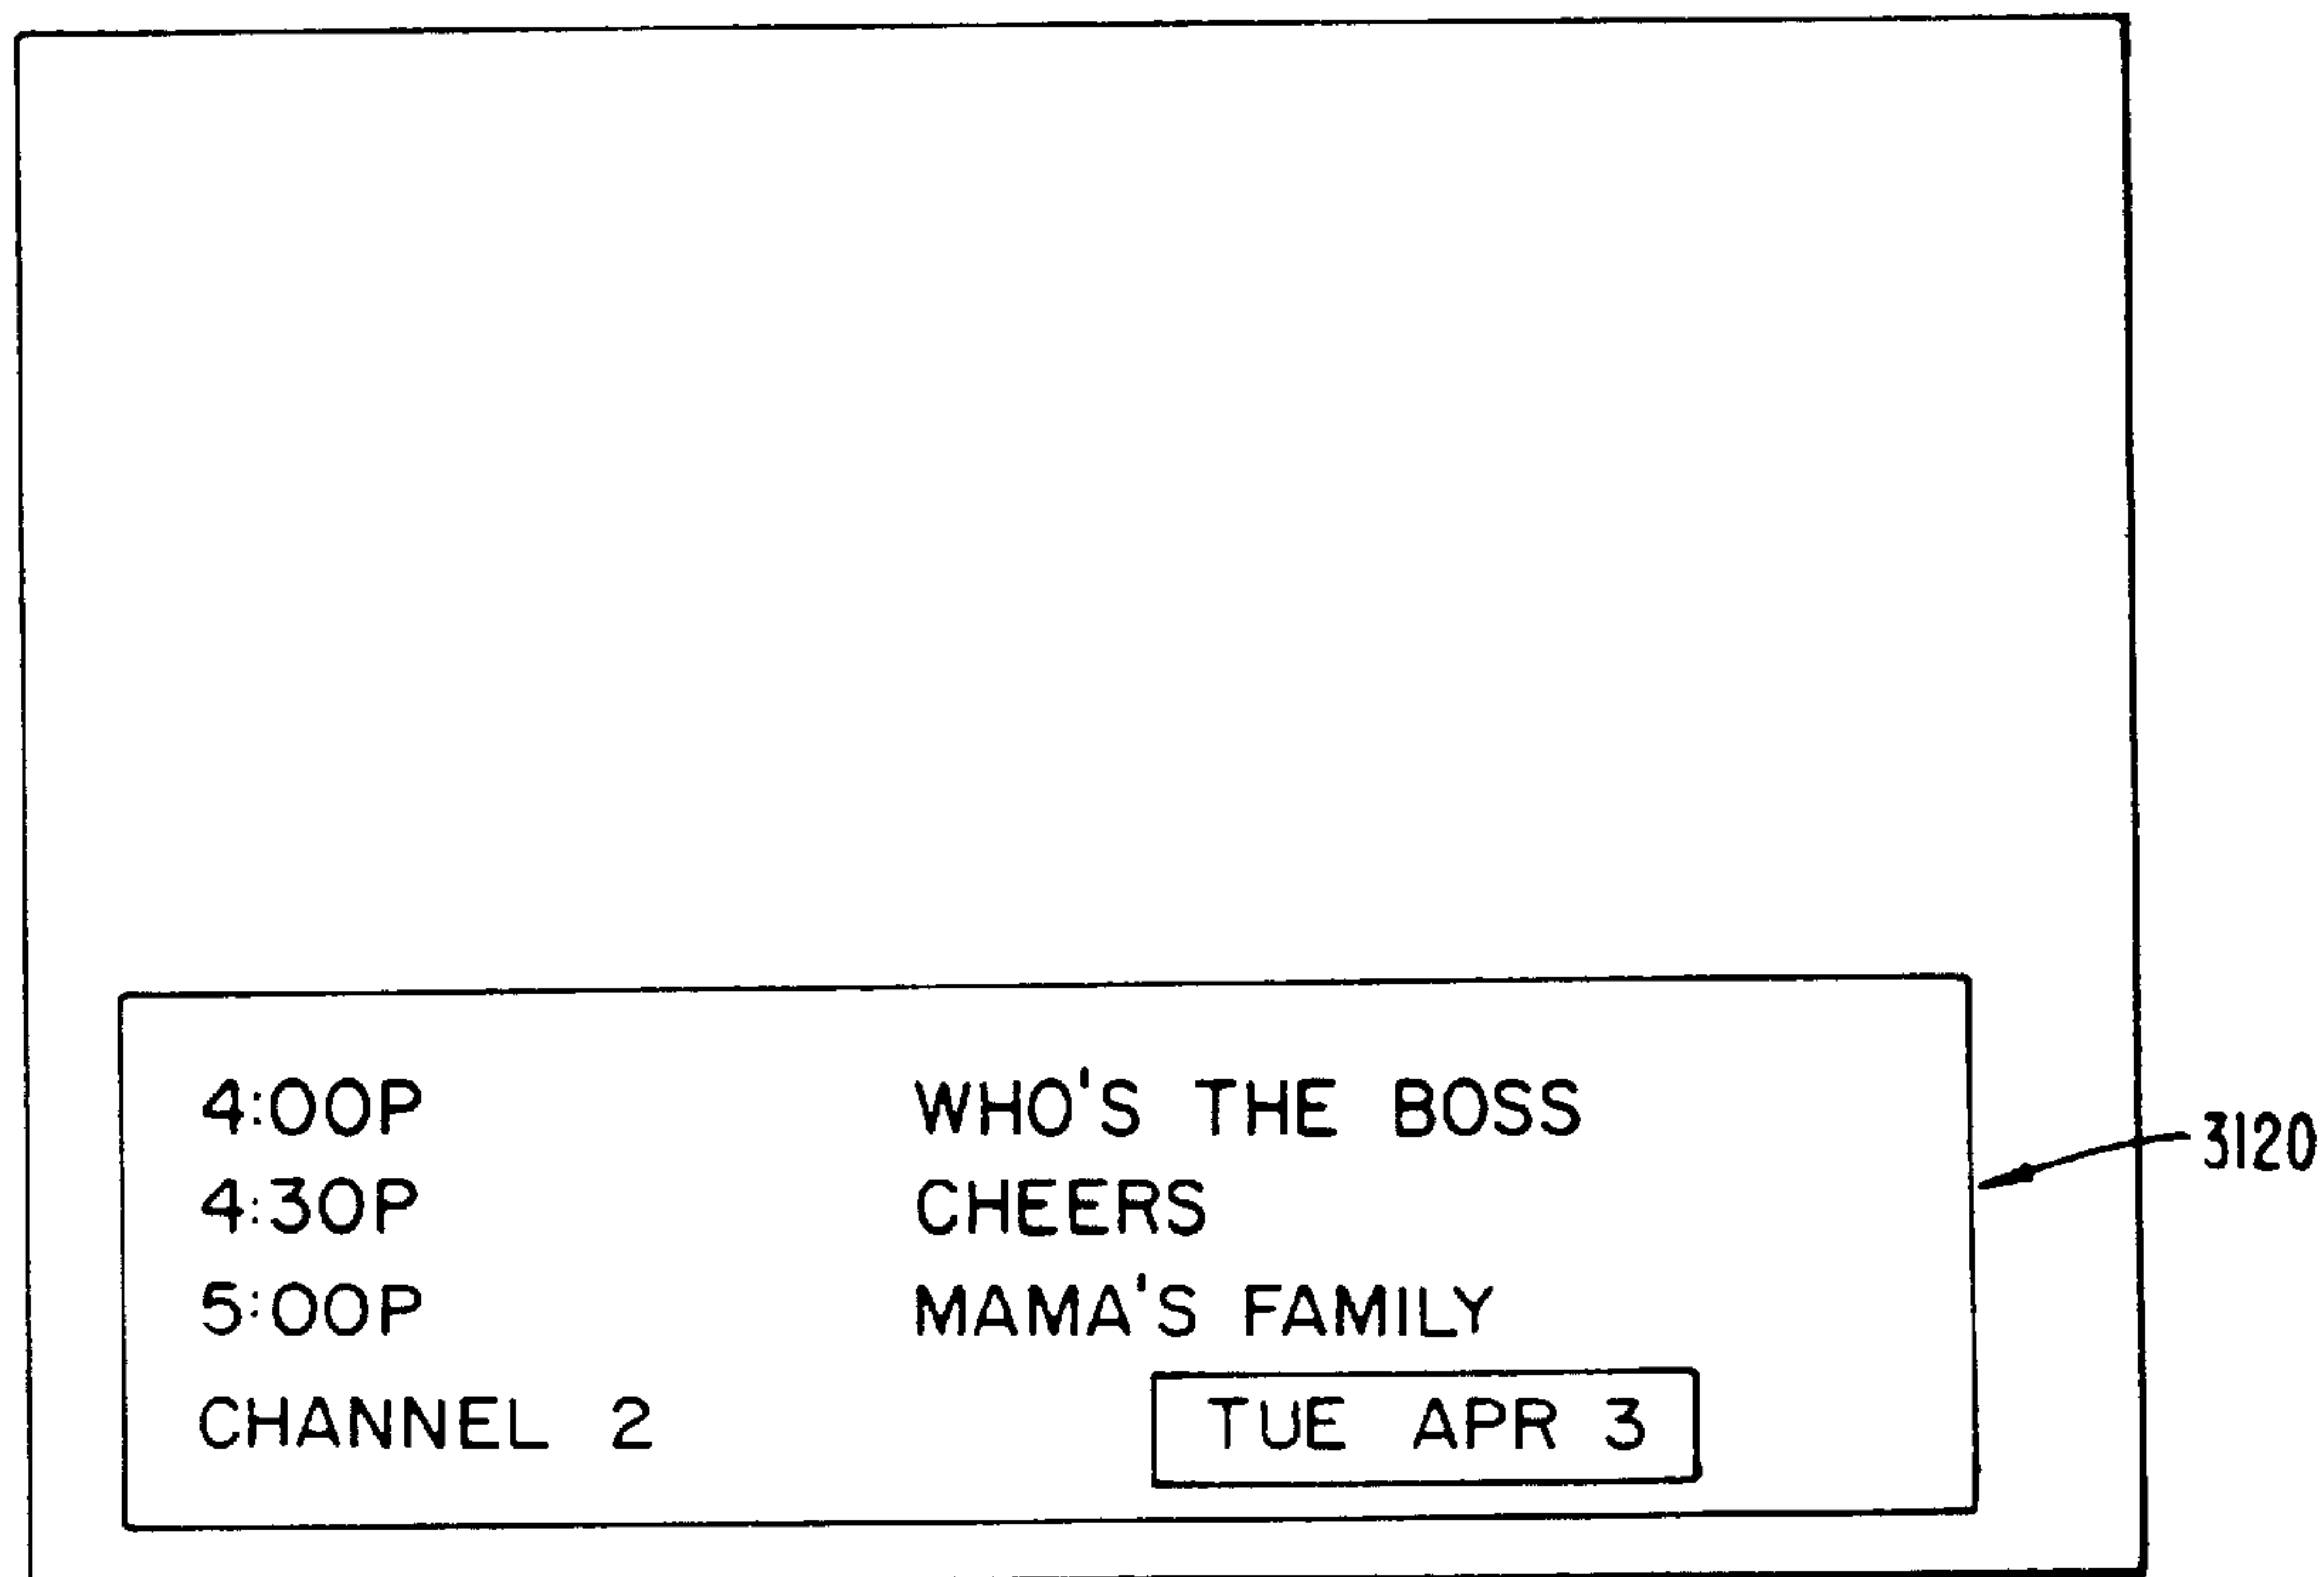 4:00P WHO'S THE BOSS
4:30P CHEERS
5:00P MAMA'S FAMILY
CHANNEL 2 TUE APR 3
3120